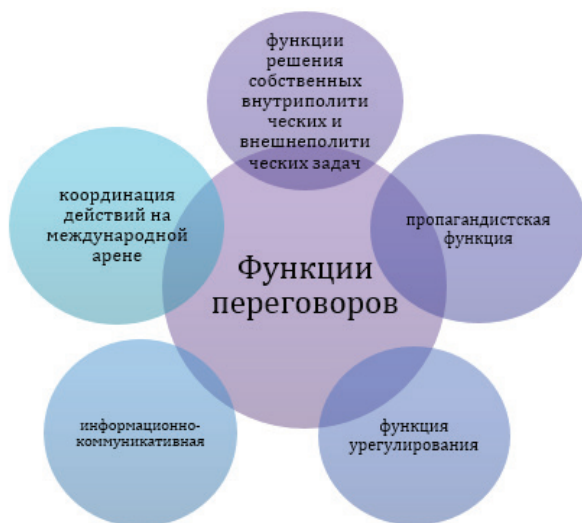 функции
решения
собственных
внутриполити
ческих и
внешнеполити
ческих задач
координация
действий на
международной
арене
пропагандистская
функция
Функции
переговоров
информационно-
коммуникативная
функция
урегулирования